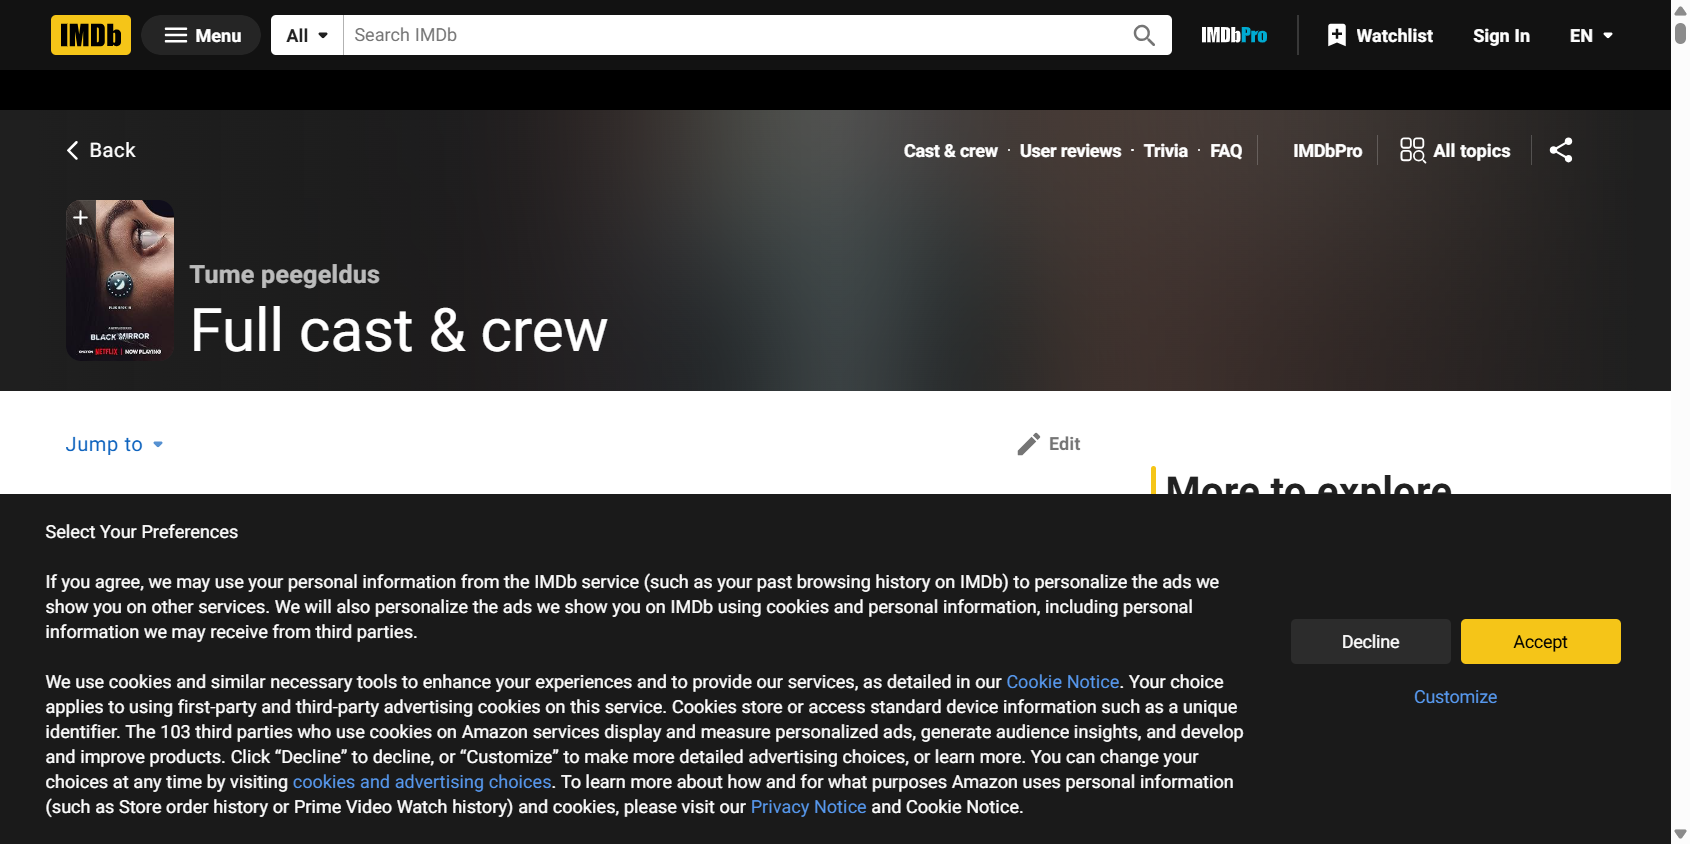 IMDb
Menu
All
Search IMDb
IMDbPro
Watchlist
Sign In
EN
Back
Cast & crew · User reviews · Trivia · FAQ
IMDbPro
All topics
BLACK MIRROR
NETFLIX | NOW PLAYING
Tume peegeldus
Full cast & crew
Jump to
Edit
More to explore
Select Your Preferences
If you agree, we may use your personal information from the IMDb service (such as your past browsing history on IMDb) to personalize the ads we
show you on other services. We will also personalize the ads we show you on IMDb using cookies and personal information, including personal
information we may receive from third parties.
We use cookies and similar necessary tools to enhance your experiences and to provide our services, as detailed in our Cookie Notice. Your choice
applies to using first-party and third-party advertising cookies on this service. Cookies store or access standard device information such as a unique
identifier. The 103 third parties who use cookies on Amazon services display and measure personalized ads, generate audience insights, and develop
and improve products. Click “Decline” to decline, or “Customize” to make more detailed advertising choices, or learn more. You can change your
choices at any time by visiting cookies and advertising choices. To learn more about how and for what purposes Amazon uses personal information
(such as Store order history or Prime Video Watch history) and cookies, please visit our Privacy Notice and Cookie Notice.
Decline
Accept
Customize